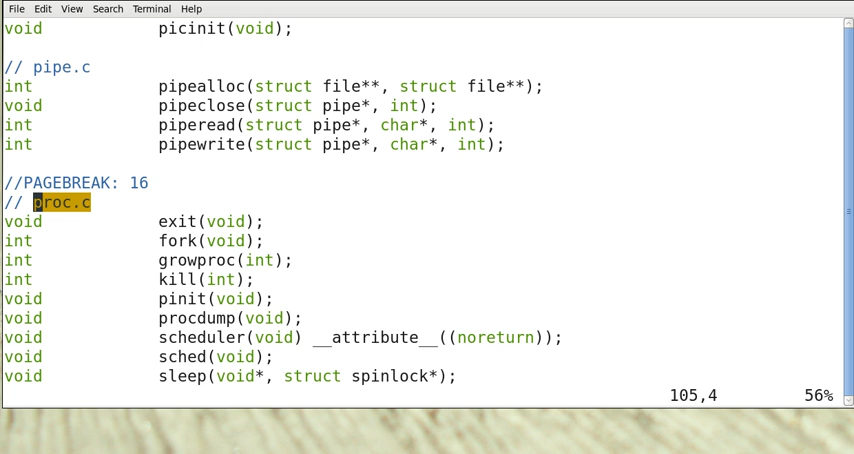 File Edit View Search Terminal Help
void picinit(void);
// pipe.c
int pipealloc(struct file**, struct file**);
void pipeclose(struct pipe*, int);
int piperead(struct pipe*, char*, int);
int pipewrite(struct pipe*, char*, int);
//PAGEBREAK: 16
// proc.c
void exit(void);
int fork(void);
int growproc(int);
int kill(int);
void pinit(void);
void procdump(void);
void scheduler(void) __attribute__((noreturn));
void sched(void);
void sleep(void*, struct spinlock*);
105,4 56%